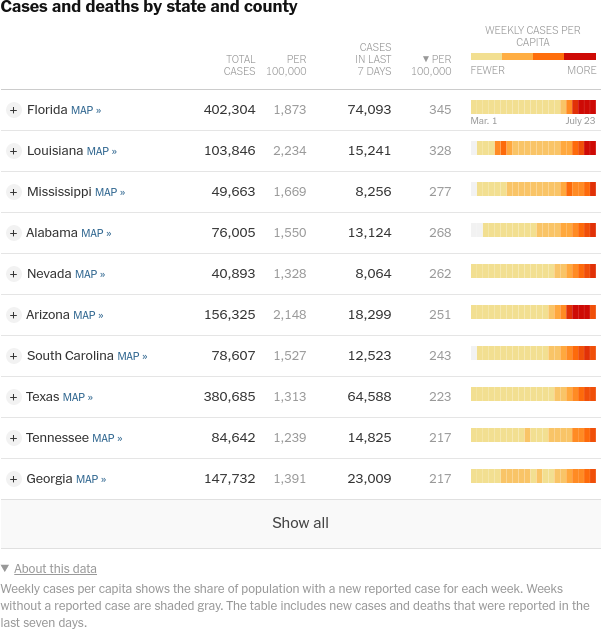 Cases and deaths by state and county
WEEKLY CASES PER
CAPITA
FEWER MORE
TOTAL
CASES
PER
100,000
CASES
IN LAST
7 DAYS
▼ PER
100,000
+ Florida MAP » 402,304 1,873 74,093 345
Mar. 1 July 23
+ Louisiana MAP » 103,846 2,234 15,241 328
+ Mississippi MAP » 49,663 1,669 8,256 277
+ Alabama MAP » 76,005 1,550 13,124 268
+ Nevada MAP » 40,893 1,328 8,064 262
+ Arizona MAP » 156,325 2,148 18,299 251
+ South Carolina MAP » 78,607 1,527 12,523 243
+ Texas MAP » 380,685 1,313 64,588 223
+ Tennessee MAP » 84,642 1,239 14,825 217
+ Georgia MAP » 147,732 1,391 23,009 217
Show all
▼ About this data
Weekly cases per capita shows the share of population with a new reported case for each week. Weeks
without a reported case are shaded gray. The table includes new cases and deaths that were reported in the
last seven days.